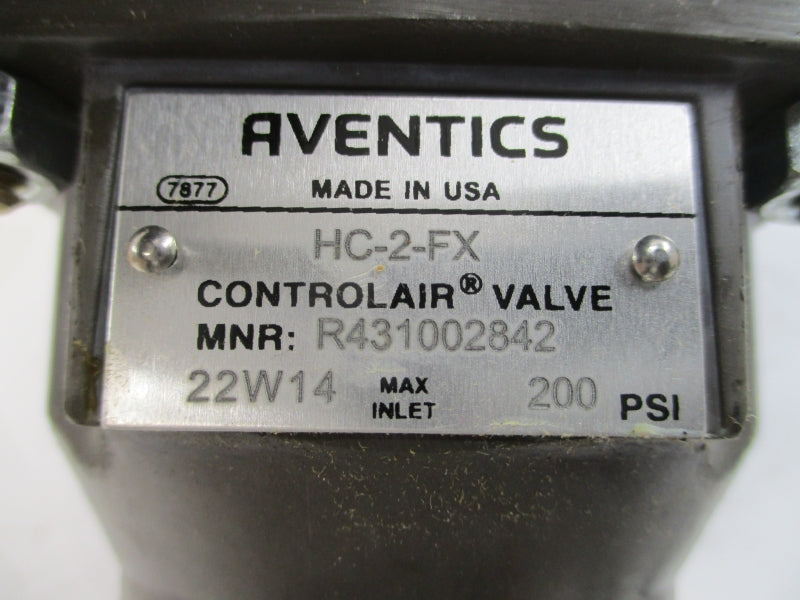 AVENTICS
7877 MADE IN USA
HC-2-FX
CONTROLAIR® VALVE
MNR: R431002842
22W14 MAX INLET 200 PSI